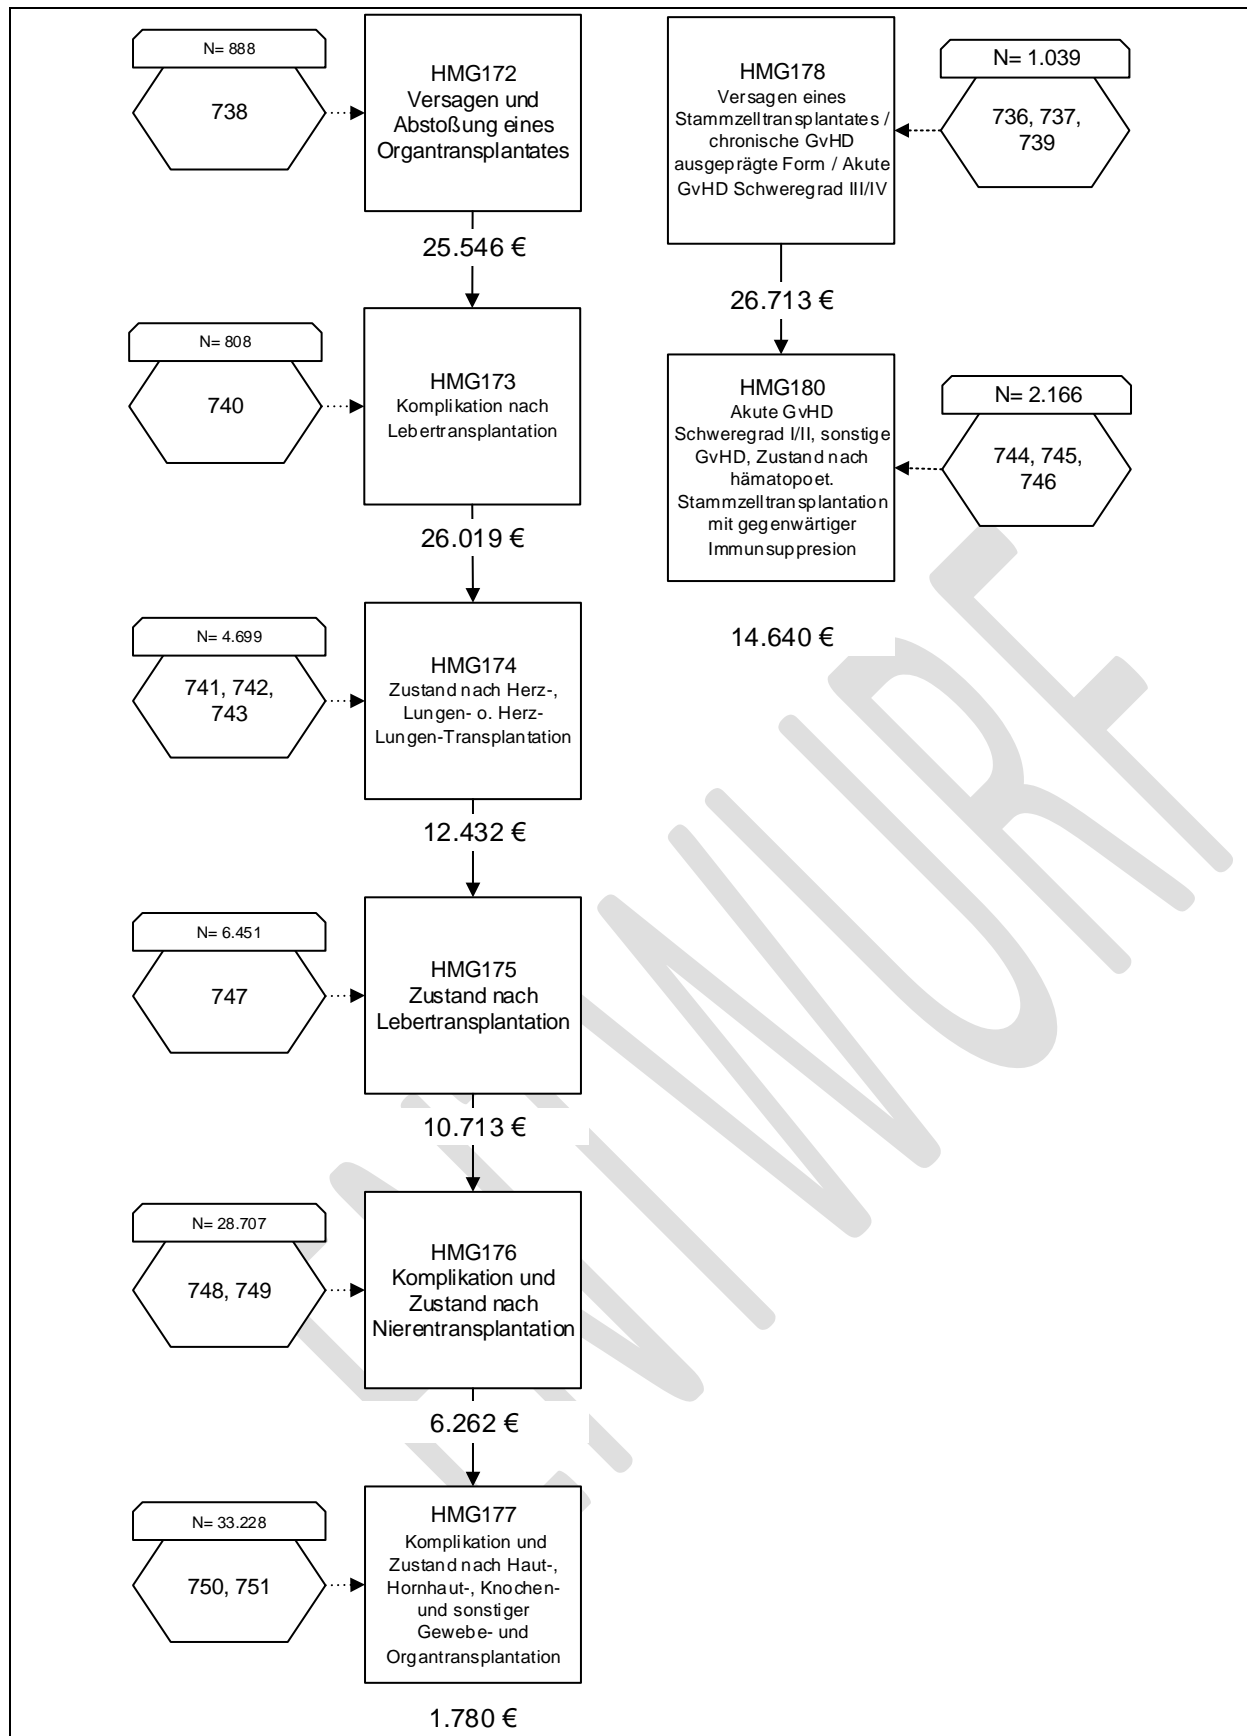 N= 888
738
HMG172
Versagen und
Abstoßung eines
Organtransplantates
25.546 €
N= 808
740
HMG173
Komplikation nach
Lebertransplantation
26.019 €
N= 4.699
741, 742,
743
HMG174
Zustand nach Herz-,
Lungen- o. Herz-
Lungen-Transplantation
12.432 €
N= 6.451
747
HMG175
Zustand nach
Lebertransplantation
10.713 €
N= 28.707
748, 749
HMG176
Komplikation und
Zustand nach
Nierentransplantation
6.262 €
N= 33.228
750, 751
HMG177
Komplikation und
Zustand nach Haut-,
Hornhaut-, Knochen-
und sonstiger
Gewebe- und
Organtransplantation
1.780 €
HMG178
Versagen eines
Stammzelltransplantates /
chronische GvHD
ausgeprägte Form / Akute
GvHD Schweregrad III/IV
N= 1.039
736, 737,
739
26.713 €
HMG180
Akute GvHD
Schweregrad I/II, sonstige
GvHD, Zustand nach
hämatopoet.
Stammzelltransplantation
mit gegenwärtiger
Immunsuppresion
N= 2.166
744, 745,
746
14.640 €
ENTWURF